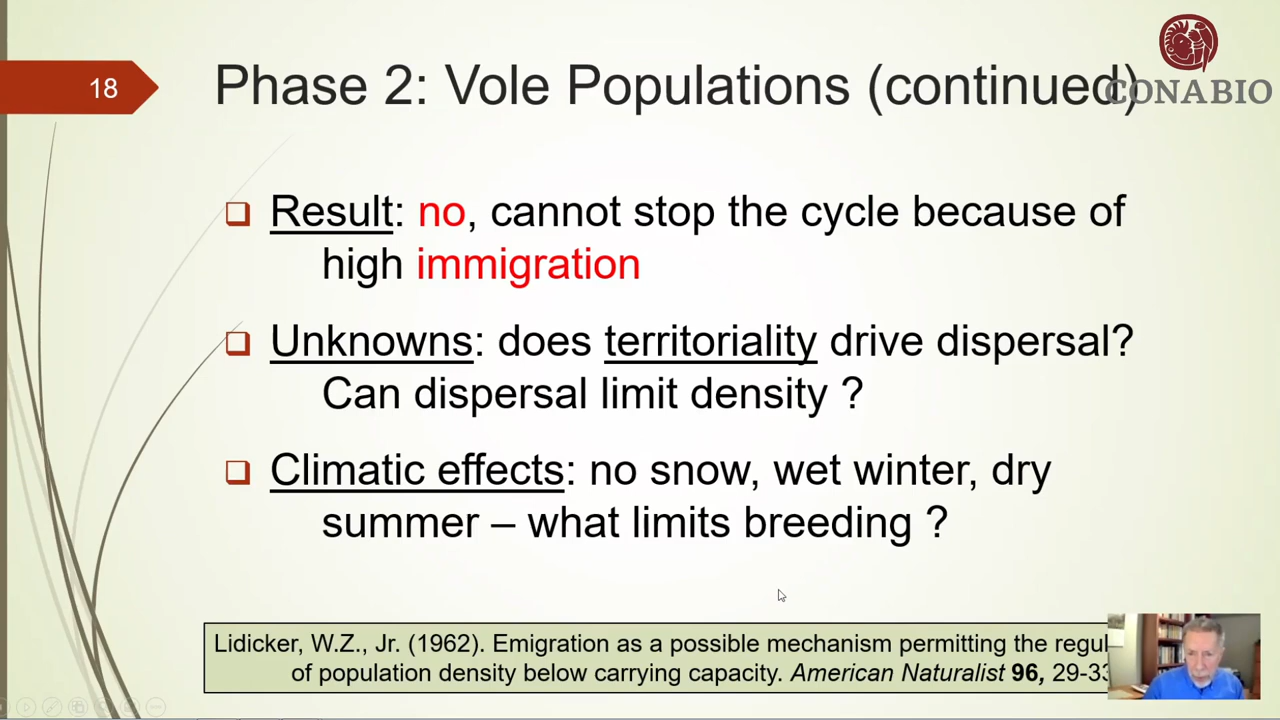 18
Phase 2: Vole Populations (continued)
CONABIO
Result: no, cannot stop the cycle because of
high immigration
Unknowns: does territoriality drive dispersal?
Can dispersal limit density ?
Climatic effects: no snow, wet winter, dry
summer – what limits breeding ?
Lidicker, W.Z., Jr. (1962). Emigration as a possible mechanism permitting the regul
of population density below carrying capacity. American Naturalist 96, 29-33